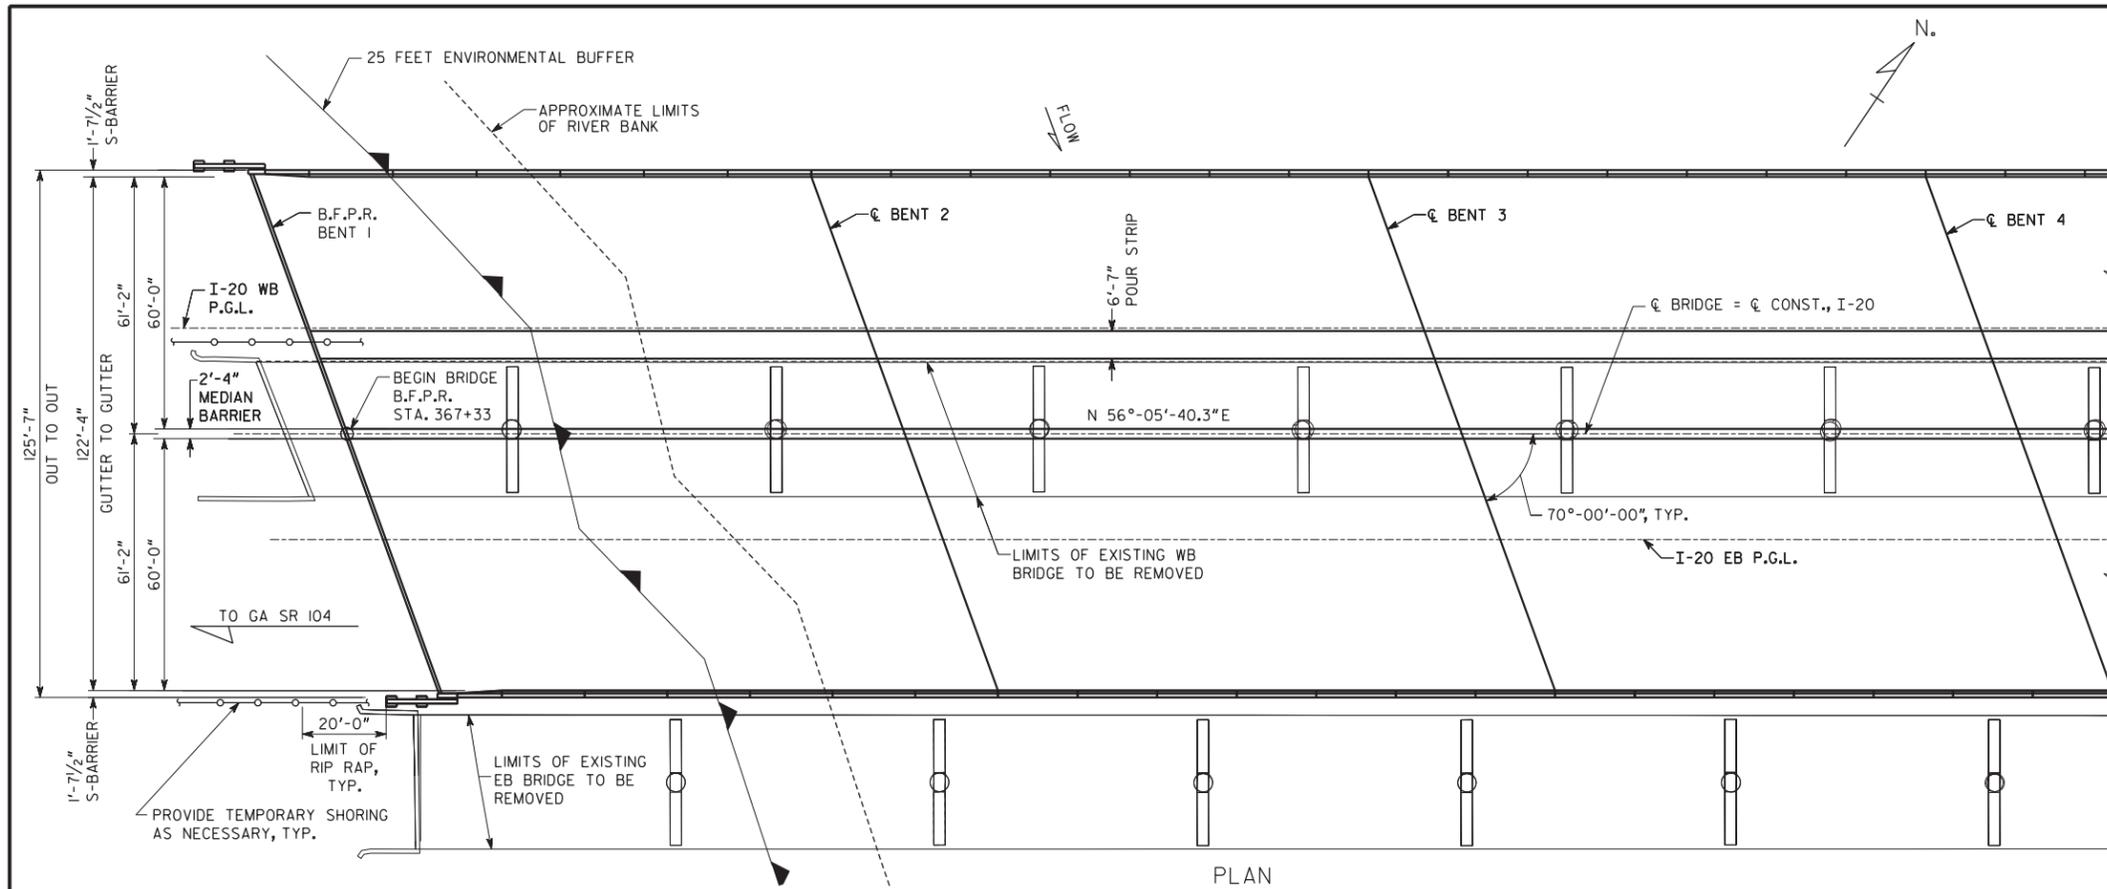 N.
25 FEET ENVIRONMENTAL BUFFER
APPROXIMATE LIMITS
OF RIVER BANK
FLOW
1'-7½"
S-BARRIER
B.F.P.R.
BENT 1
℄ BENT 2
℄ BENT 3
℄ BENT 4
6'-7"
POUR STRIP
I-20 WB
P.G.L.
℄ BRIDGE = ℄ CONST., I-20
61'-2"
60'-0"
2'-4"
MEDIAN
BARRIER
BEGIN BRIDGE
B.F.P.R.
STA. 367+33
N 56°-05'-40.3"E
125'-7"
OUT TO OUT
122'-4"
GUTTER TO GUTTER
70°-00'-00", TYP.
LIMITS OF EXISTING WB
BRIDGE TO BE REMOVED
I-20 EB P.G.L.
61'-2"
60'-0"
TO GA SR 104
20'-0"
LIMIT OF
RIP RAP,
TYP.
1'-7½"
S-BARRIER
LIMITS OF EXISTING
EB BRIDGE TO BE
REMOVED
PROVIDE TEMPORARY SHORING
AS NECESSARY, TYP.
PLAN